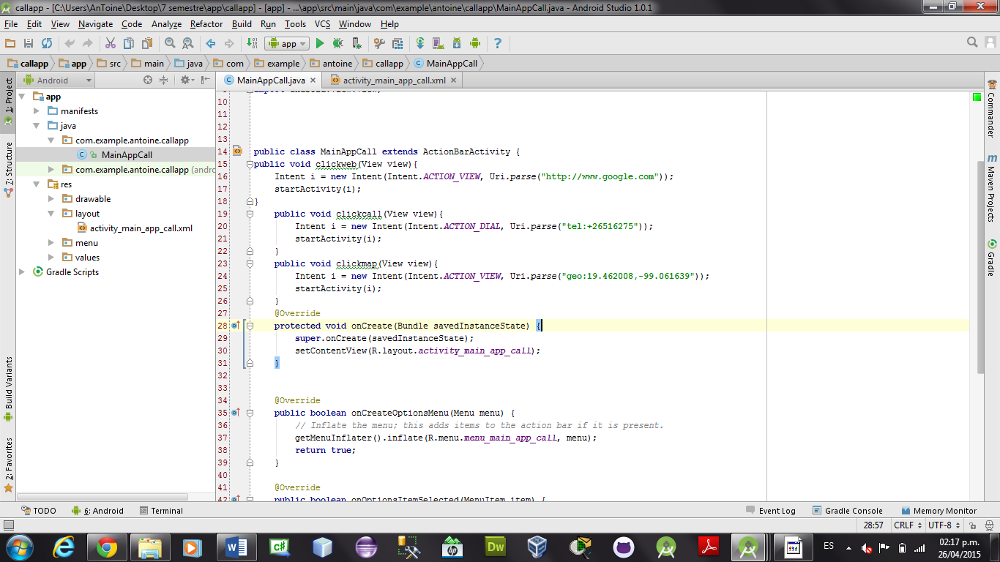 callapp - [C:\Users\AnToine\Desktop\7 semestre\app\callapp] - [app] - ...\app\src\main\java\com\example\antoine\callapp\MainAppCall.java - Android Studio 1.0.1
File Edit View Navigate Code Analyze Refactor Build Run Tools VCS Window Help
app
callapp app src main java com example antoine callapp MainAppCall
Android
MainAppCall.java activity_main_app_call.xml
1: Project
7: Structure
Build Variants
2: Favorites
app
manifests
java
com.example.antoine.callapp
MainAppCall
com.example.antoine.callapp (andro
res
drawable
layout
activity_main_app_call.xml
menu
values
Gradle Scripts
9 import android.view.View;
10
11
12
13
14 public class MainAppCall extends ActionBarActivity {
15 public void clickweb(View view){
16 Intent i = new Intent(Intent.ACTION_VIEW, Uri.parse("http://www.google.com"));
17 startActivity(i);
18 }
19 public void clickcall(View view){
20 Intent i = new Intent(Intent.ACTION_DIAL, Uri.parse("tel:+26516275"));
21 startActivity(i);
22 }
23 public void clickmap(View view){
24 Intent i = new Intent(Intent.ACTION_VIEW, Uri.parse("geo:19.462008,-99.061639"));
25 startActivity(i);
26 }
27 @Override
28 protected void onCreate(Bundle savedInstanceState) {
29 super.onCreate(savedInstanceState);
30 setContentView(R.layout.activity_main_app_call);
31 }
32
33
34 @Override
35 public boolean onCreateOptionsMenu(Menu menu) {
36 // Inflate the menu; this adds items to the action bar if it is present.
37 getMenuInflater().inflate(R.menu.menu_main_app_call, menu);
38 return true;
39 }
40
41 @Override
42 public boolean onOptionsItemSelected(MenuItem item) {
Commander
Maven Projects
Gradle
TODO 6: Android Terminal Event Log Gradle Console Memory Monitor
28:57 CRLF UTF-8
W C# hp Dw
ES
02:17 p.m.
26/04/2015